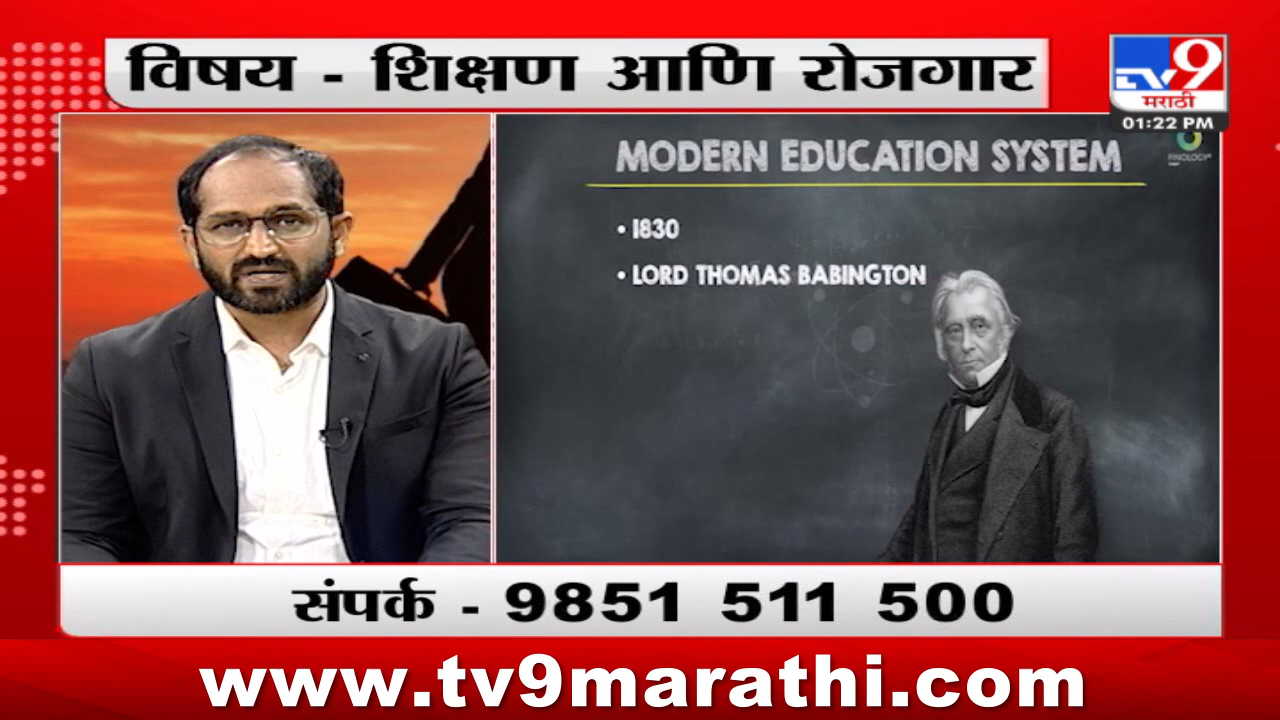 विषय - शिक्षण आणि रोजगार
TV9
मराठी
01:22 PM
MODERN EDUCATION SYSTEM
FINOLOGY
• 1830
• LORD THOMAS BABINGTON
संपर्क - 9851 511 500
www.tv9marathi.com